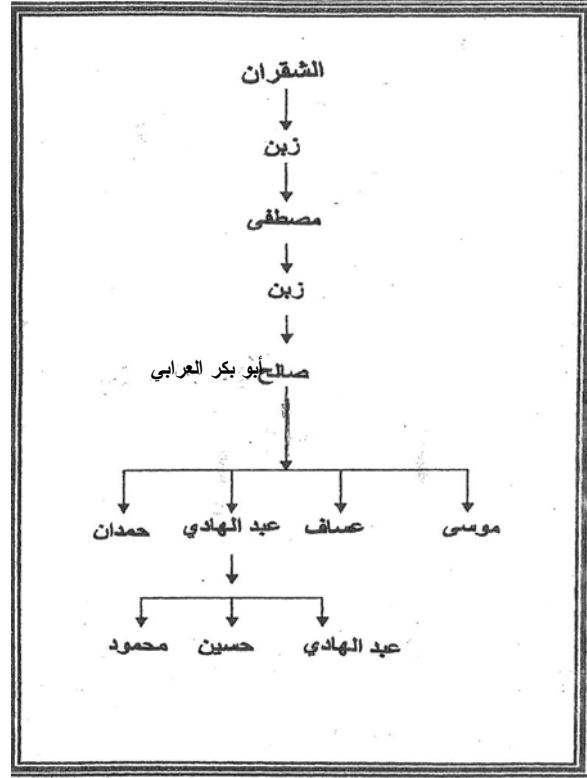 الشقران
زبن
مصطفى
زبن
صالح أبو بكر العرابي
موسى عساف عبد الهادي حمدان
عبد الهادي حسين محمود